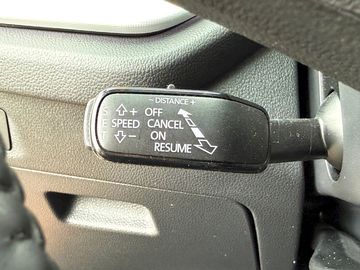 − DISTANCE +
S + OFF
E SPEED CANCEL
T − ON
RESUME